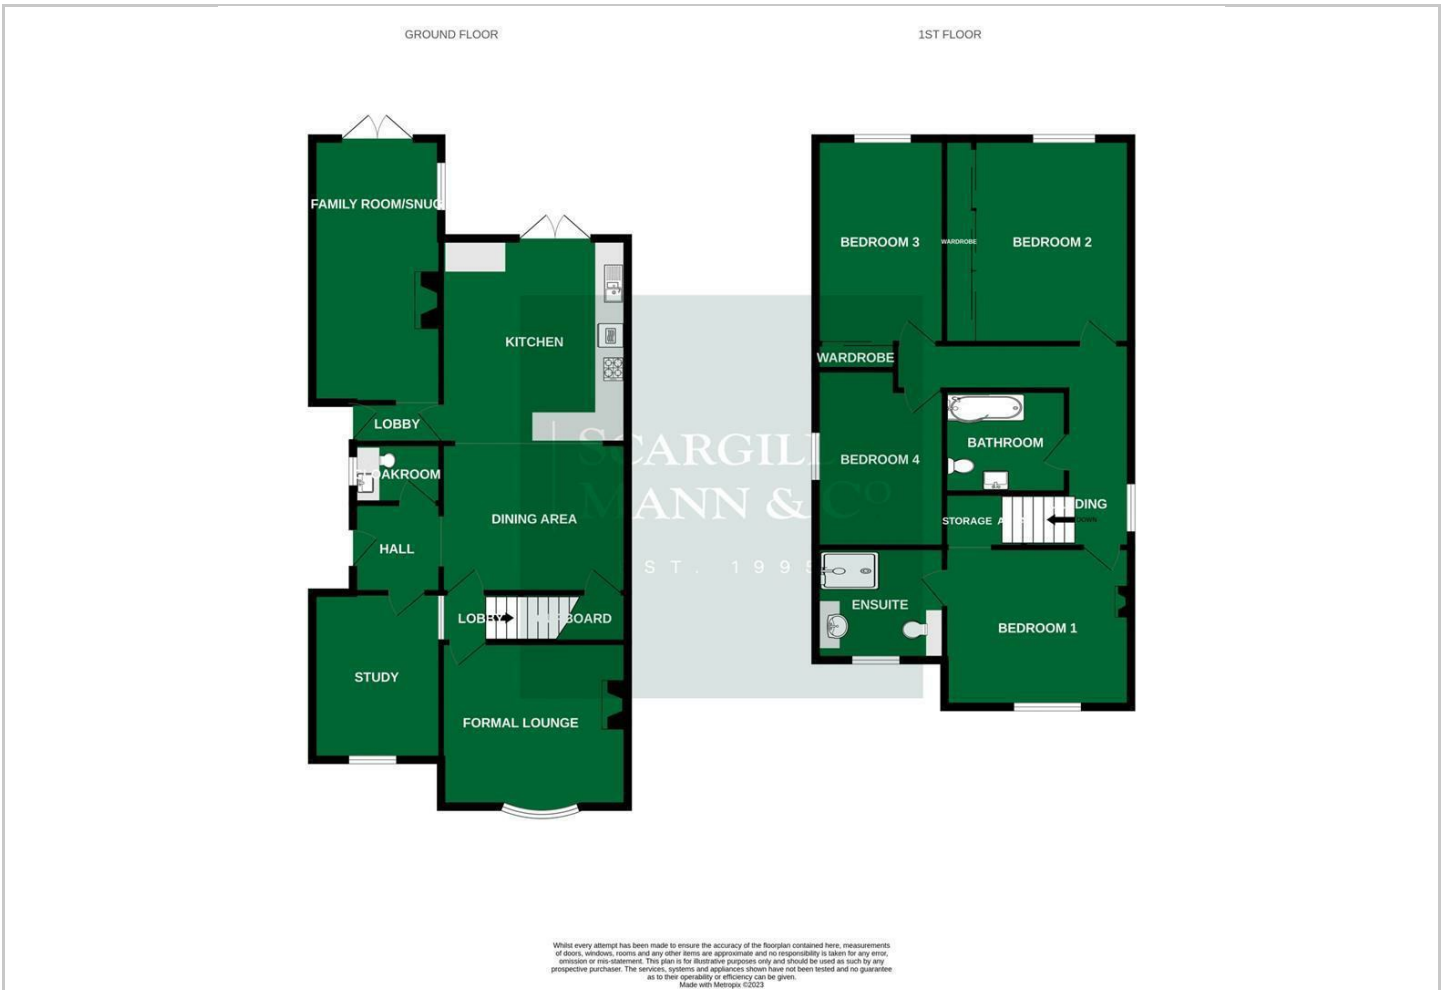 GROUND FLOOR
1ST FLOOR
FAMILY ROOM/SNUG
KITCHEN
LOBBY
CLOAKROOM
DINING AREA
HALL
LOBBY
CUPBOARD
STUDY
FORMAL LOUNGE
BEDROOM 3
WARDROBE
BEDROOM 2
WARDROBE
BATHROOM
BEDROOM 4
LANDING
STORAGE
DOWN
ENSUITE
BEDROOM 1
SCARGILL
MANN & Co
EST. 1995
Whilst every attempt has been made to ensure the accuracy of the floorplan contained here, measurements
of doors, windows, rooms and any other items are approximate and no responsibility is taken for any error,
omission or mis-statement. This plan is for illustrative purposes only and should be used as such by any
prospective purchaser. The services, systems and appliances shown have not been tested and no guarantee
as to their operability or efficiency can be given.
Made with Metropix ©2023